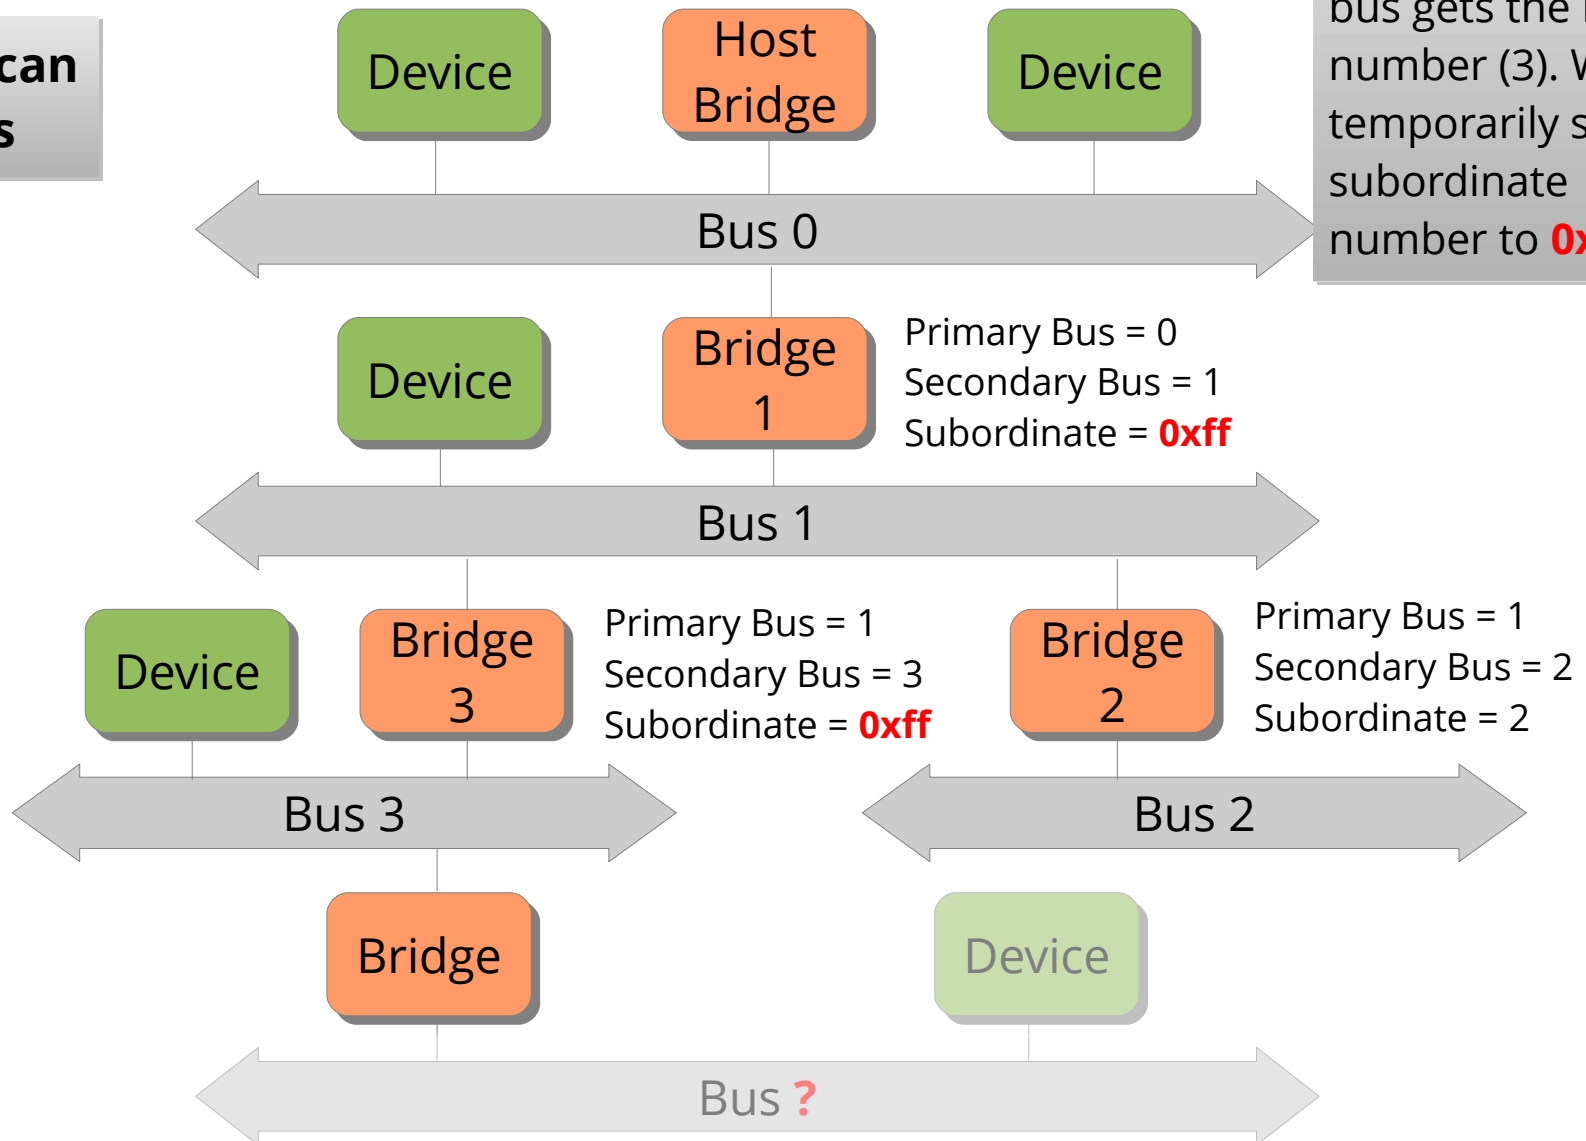 can
s
Device
Host
Bridge
Device
bus gets the
number (3).
temporarily
subordinate
number to
Bus 0
Device
Bridge
1
Primary Bus = 0
Secondary Bus = 1
Subordinate = 0xff
Bus 1
Device
Bridge
3
Primary Bus = 1
Secondary Bus = 3
Subordinate = 0xff
Bridge
2
Primary Bus = 1
Secondary Bus = 2
Subordinate = 2
Bus 3
Bus 2
Bridge
Device
Bus ?